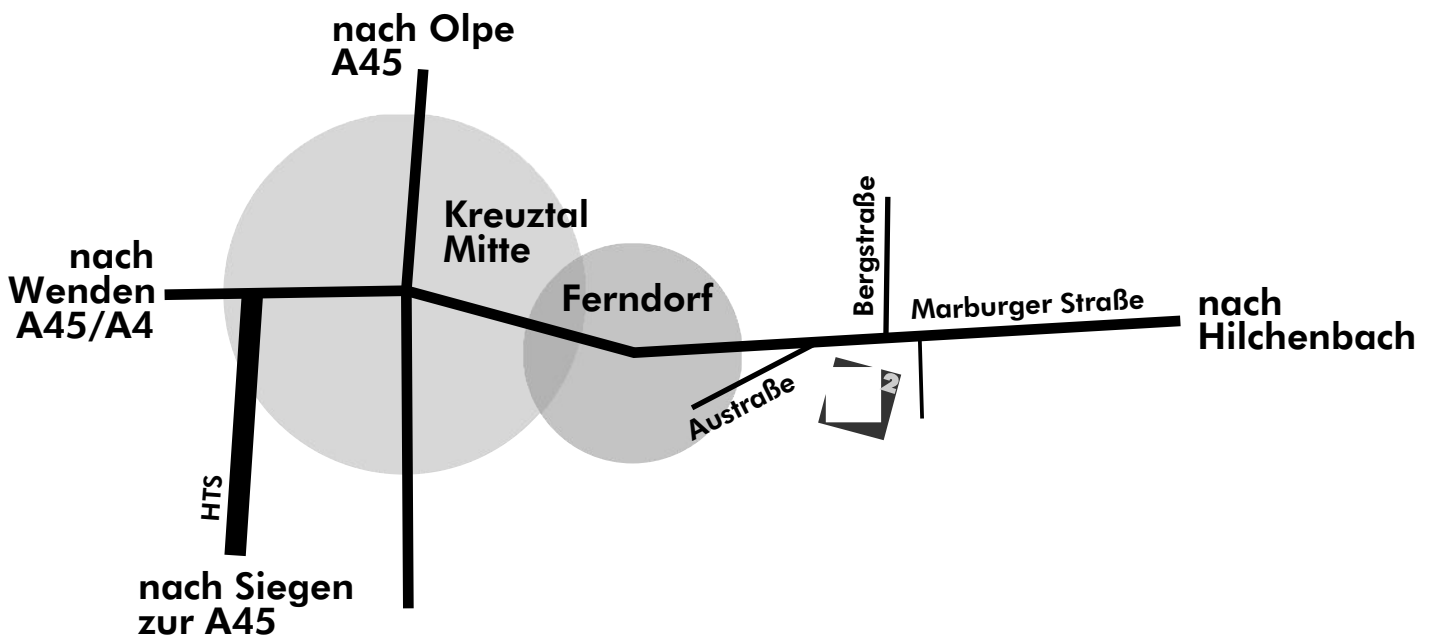 nach Olpe
A45
Kreuztal
Mitte
nach
Wenden
A45/A4
Ferndorf
Bergstraße
Marburger Straße
nach
Hilchenbach
Austraße
2
HTS
nach Siegen
zur A45